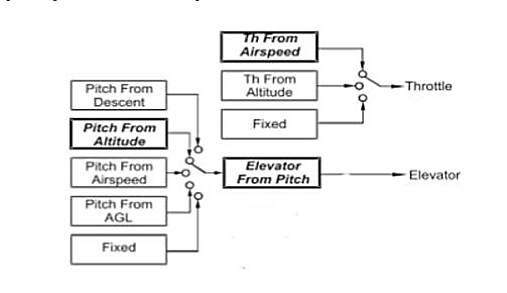 Th From
Airspeed
Th From
Altitude
Throttle
Fixed
Pitch From
Descent
Pitch From
Altitude
Pitch From
Airspeed
Elevator
From Pitch
Elevator
Pitch From
AGL
Fixed